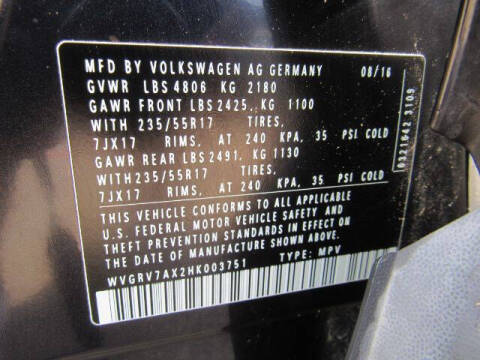 MFD BY VOLKSWAGEN AG GERMANY 08/16
GVWR LBS 4806 KG 2180
GAWR FRONT LBS 2425, KG 1100
WITH 235/55R17 TIRES,
7JX17 RIMS, AT 240 KPA, 35 PSI COLD
GAWR REAR LBS 2491, KG 1130
WITH 235/55R17 TIRES,
7JX17 RIMS, AT 240 KPA, 35 PSI COLD
THIS VEHICLE CONFORMS TO ALL APPLICABLE
U.S. FEDERAL MOTOR VEHICLE SAFETY AND
THEFT PREVENTION STANDARDS IN EFFECT ON
THE DATE OF MANUFACTURE SHOWN ABOVE.
WVGRV7AX2HK003751 TYPE: MPV
0321042 3109